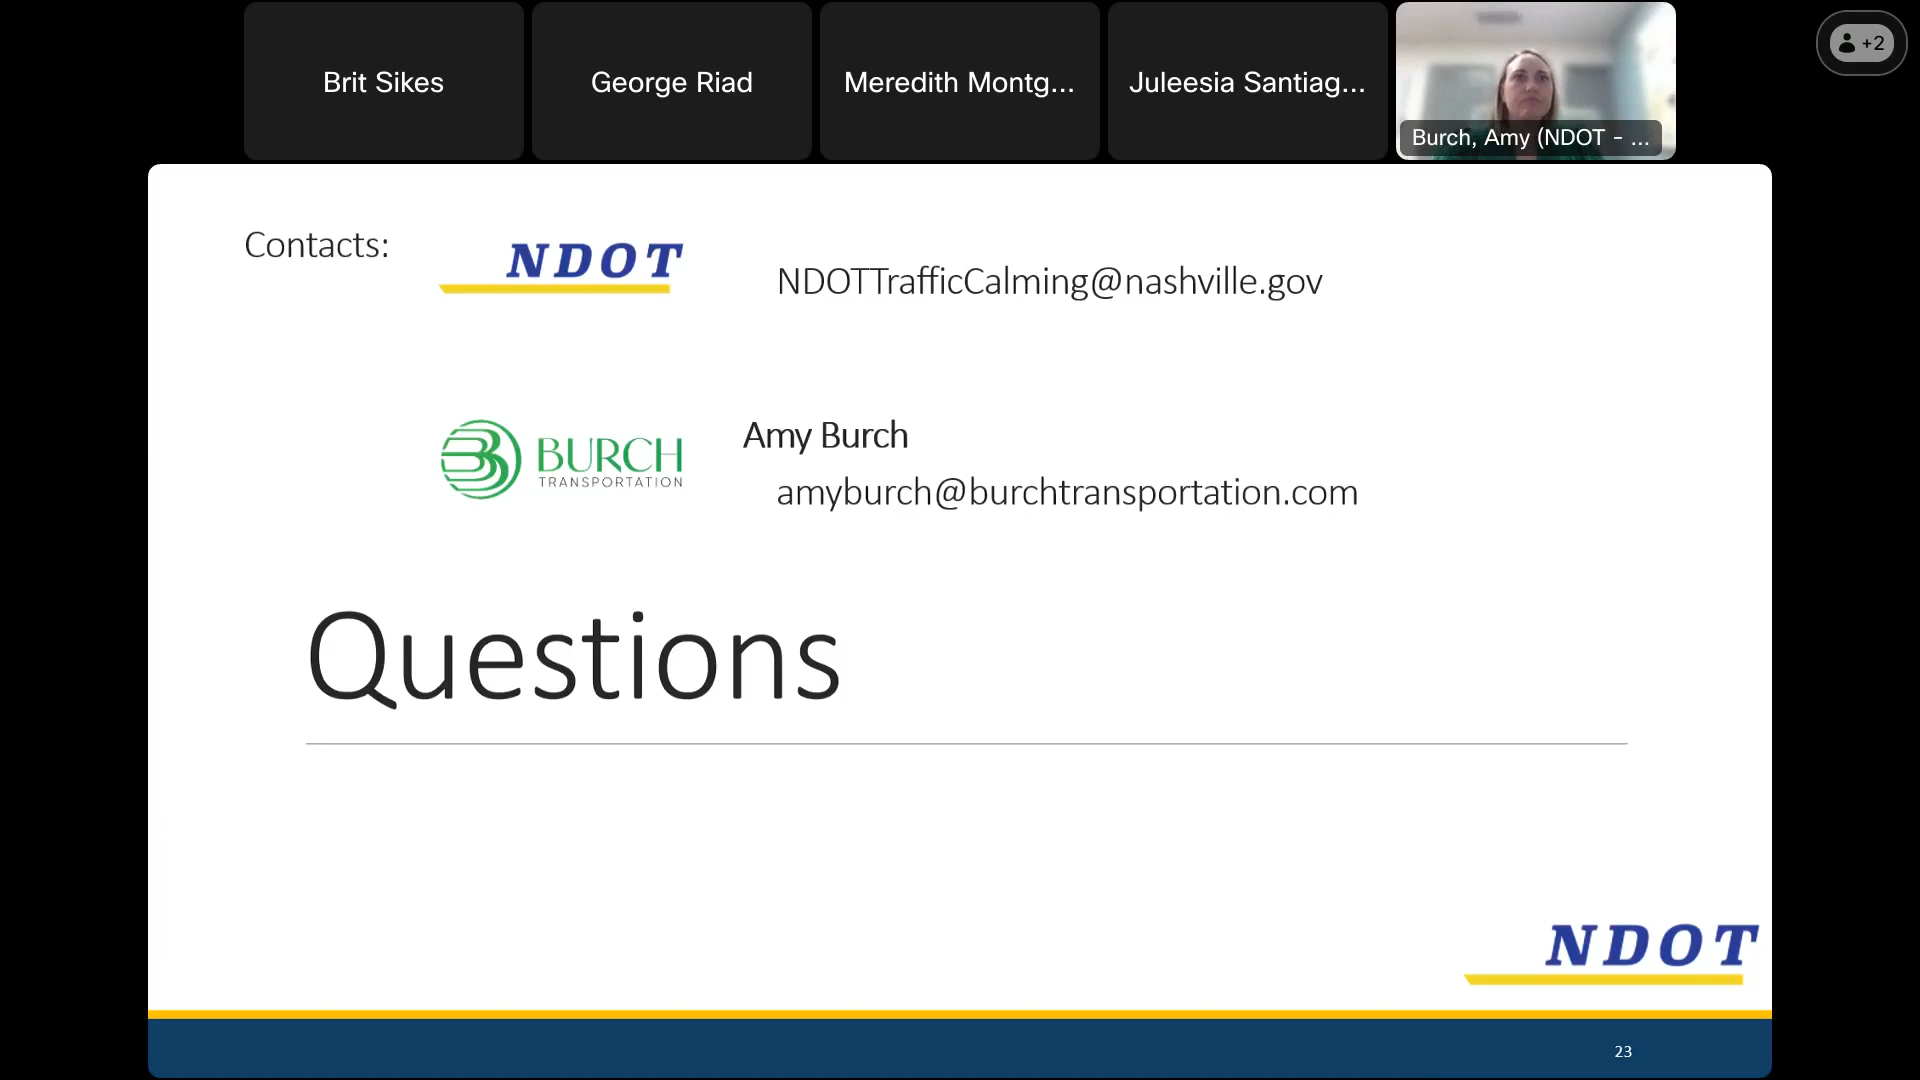 Brit Sikes
George Riad
Meredith Montg...
Juleesia Santiag...
Burch, Amy (NDOT - ...
+2
Contacts:
NDOT
NDOTTrafficCalming@nashville.gov
BURCH
TRANSPORTATION
Amy Burch
amyburch@burchtransportation.com
Questions
NDOT
23